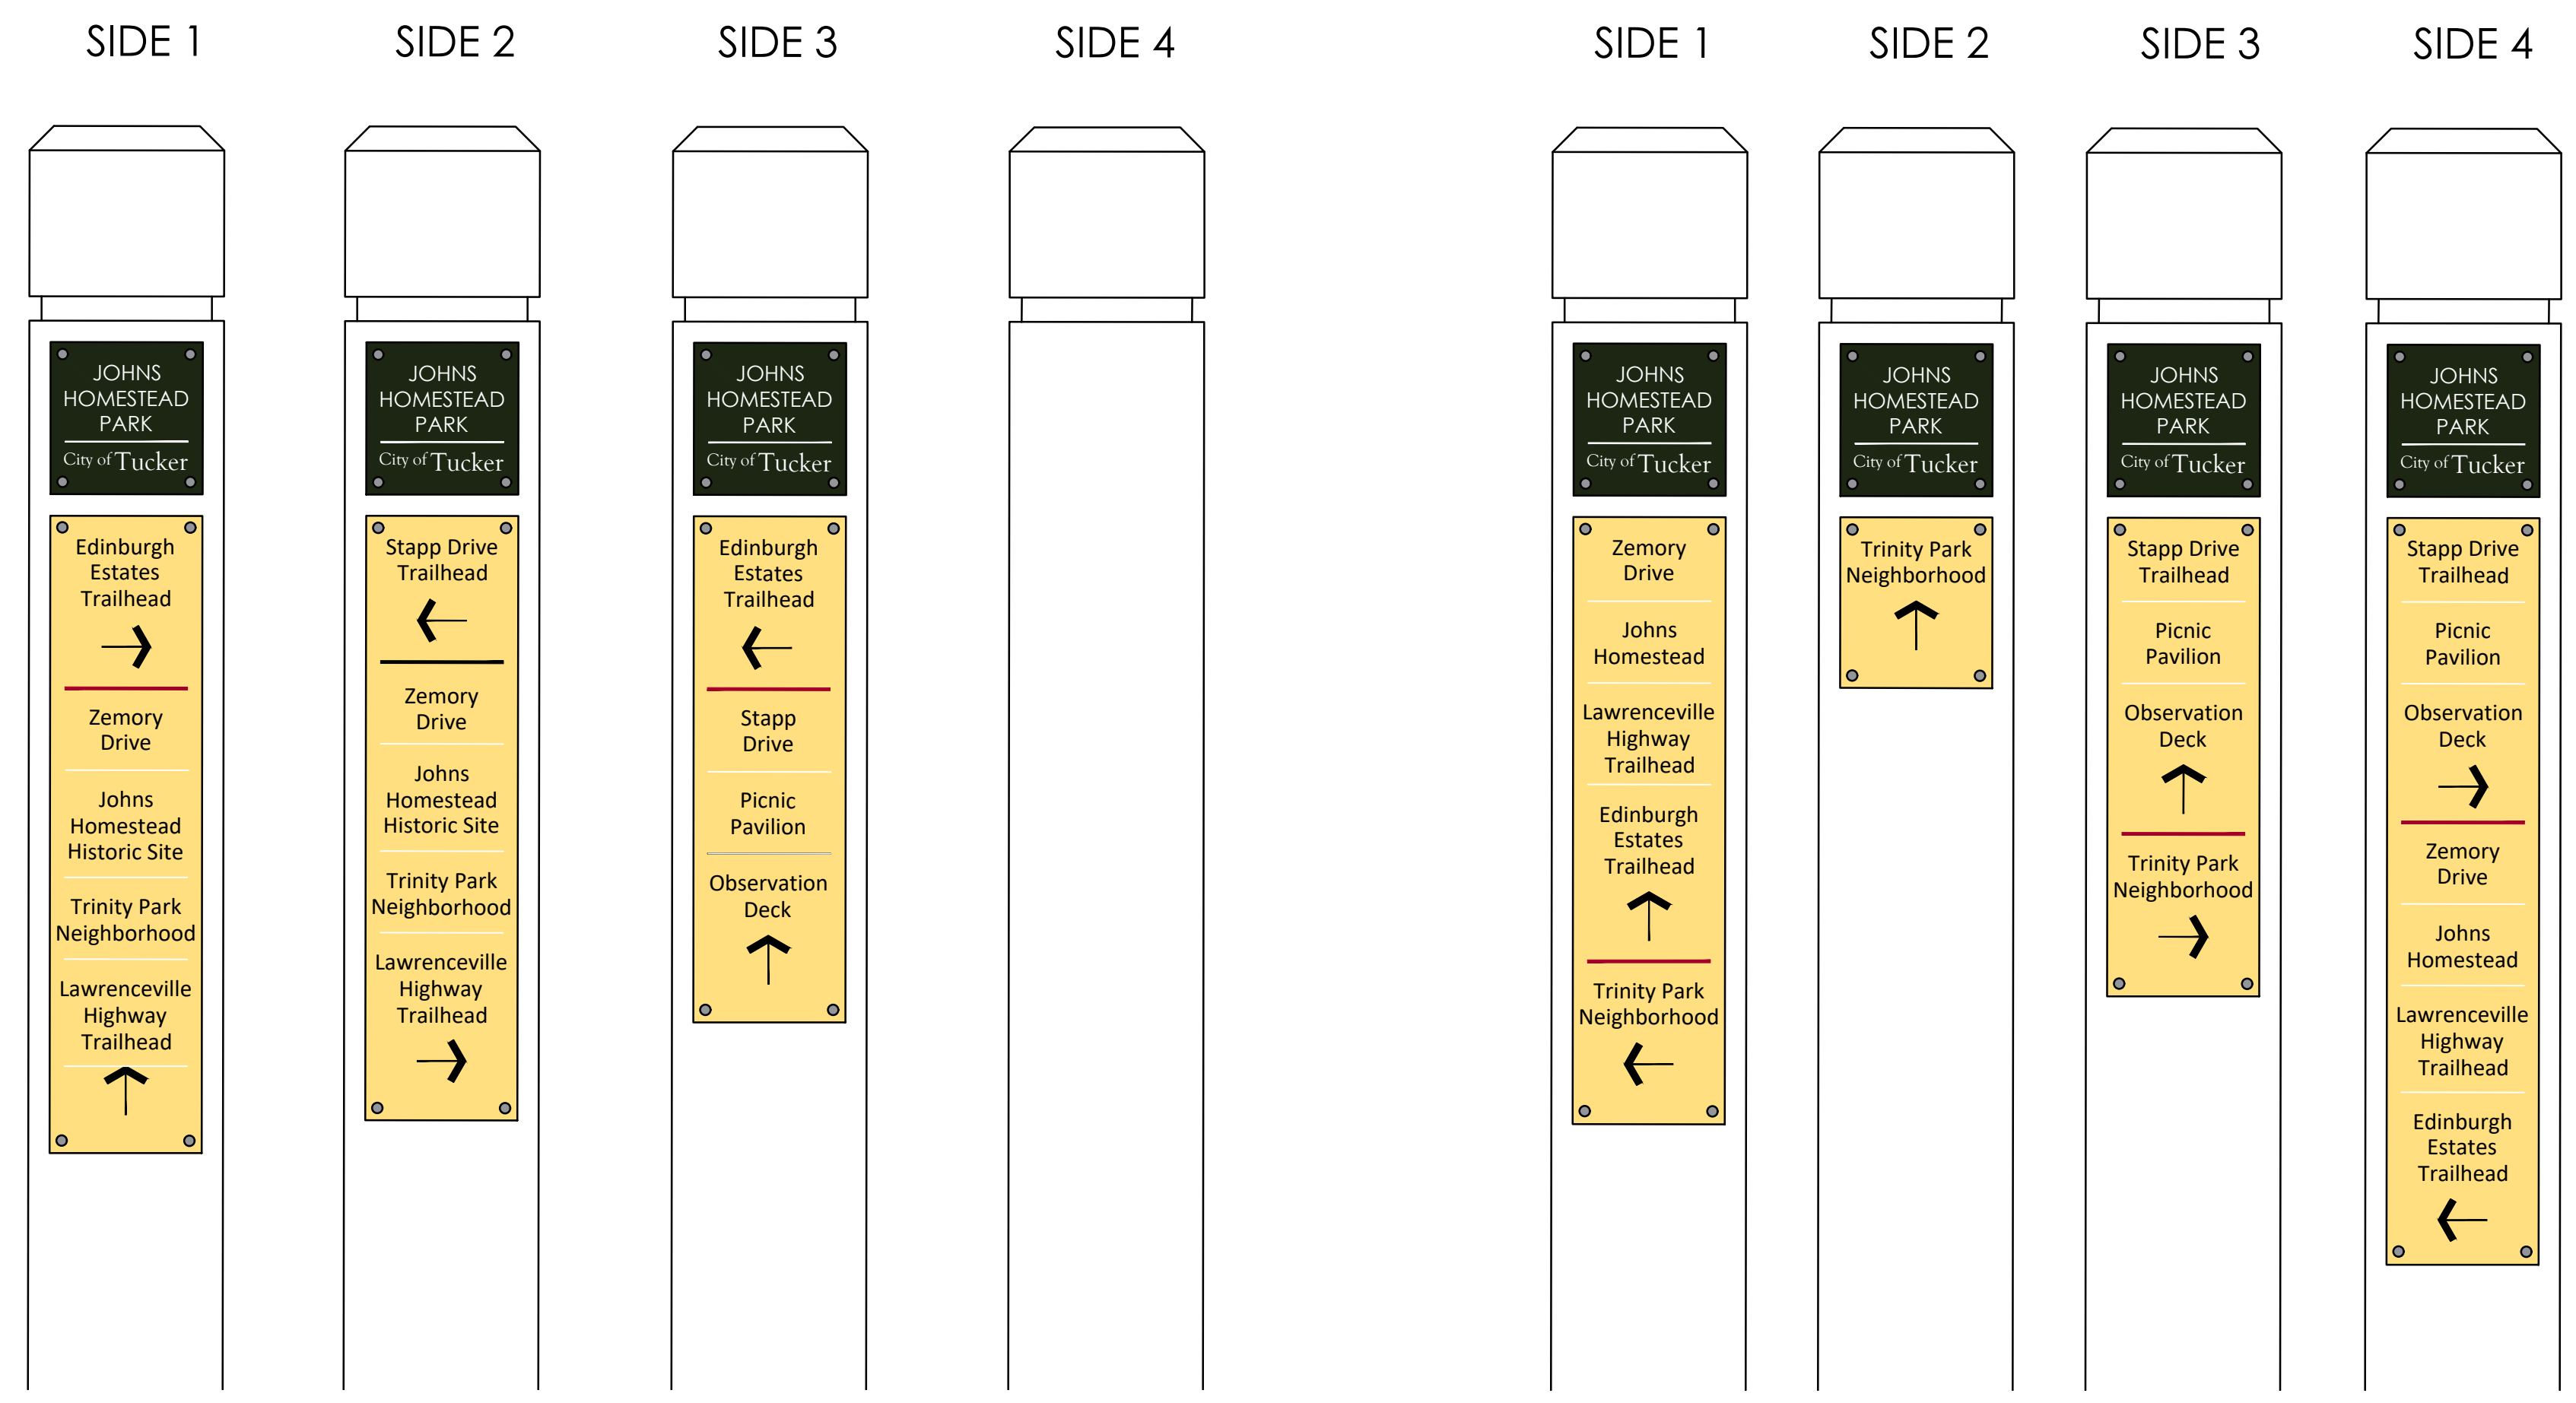 SIDE 1
JOHNS
HOMESTEAD
PARK
City of Tucker
Edinburgh
Estates
Trailhead
Zemory
Drive
Johns
Homestead
Historic Site
Trinity Park
Neighborhood
Lawrenceville
Highway
Trailhead
SIDE 2
JOHNS
HOMESTEAD
PARK
City of Tucker
Stapp Drive
Trailhead
Zemory
Drive
Johns
Homestead
Historic Site
Trinity Park
Neighborhood
Lawrenceville
Highway
Trailhead
SIDE 3
JOHNS
HOMESTEAD
PARK
City of Tucker
Edinburgh
Estates
Trailhead
Stapp
Drive
Picnic
Pavilion
Observation
Deck
SIDE 4
SIDE 1
JOHNS
HOMESTEAD
PARK
City of Tucker
Zemory
Drive
Johns
Homestead
Lawrenceville
Highway
Trailhead
Edinburgh
Estates
Trailhead
Trinity Park
Neighborhood
SIDE 2
JOHNS
HOMESTEAD
PARK
City of Tucker
Trinity Park
Neighborhood
SIDE 3
JOHNS
HOMESTEAD
PARK
City of Tucker
Stapp Drive
Trailhead
Picnic
Pavilion
Observation
Deck
Trinity Park
Neighborhood
SIDE 4
JOHNS
HOMESTEAD
PARK
City of Tucker
Stapp Drive
Trailhead
Picnic
Pavilion
Observation
Deck
Zemory
Drive
Johns
Homestead
Lawrenceville
Highway
Trailhead
Edinburgh
Estates
Trailhead